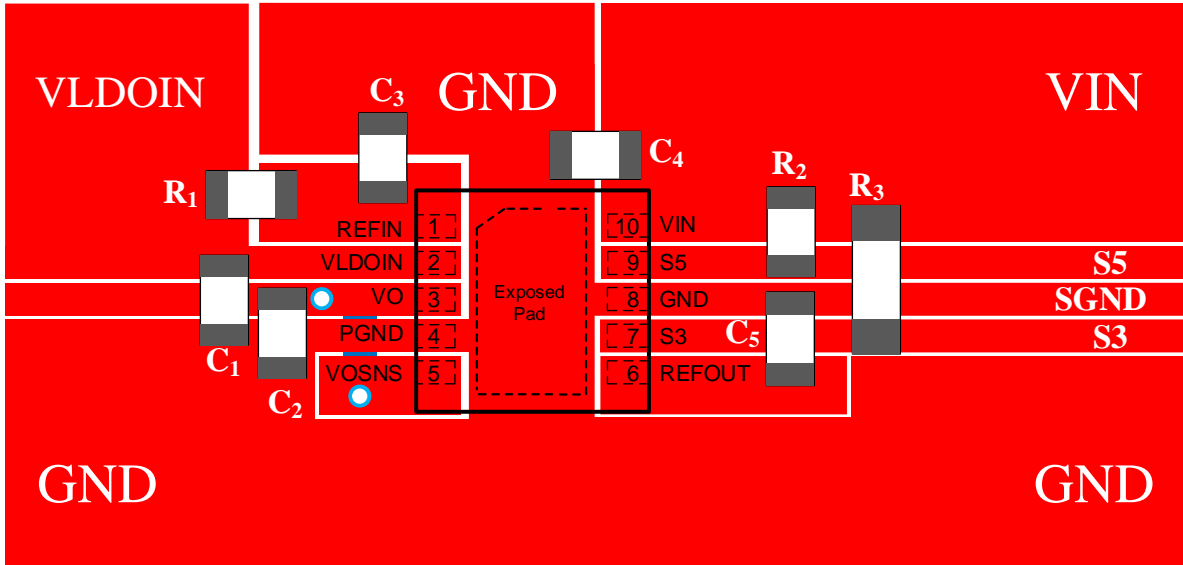 VLDOIN
C3
GND
VIN
C4
R1
R2
R3
REFIN 1
10 VIN
VLDOIN 2
9 S5
S5
VO 3
Exposed
Pad
8 GND
SGND
PGND 4
7 S3
C5
S3
C1
VOSNS 5
6 REFOUT
C2
GND
GND